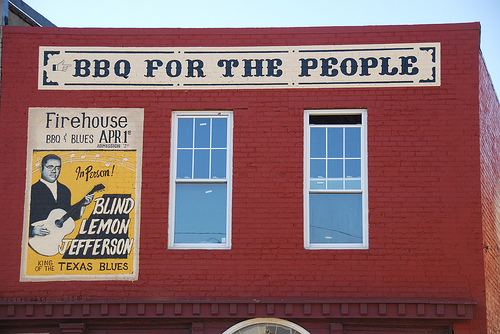 BBQ FOR THE PEOPLE
Firehouse
BBQ & BLUES APR 1st
ADMISSION
In Person!
BLIND
LEMON
JEFFERSON
KING OF THE TEXAS BLUES